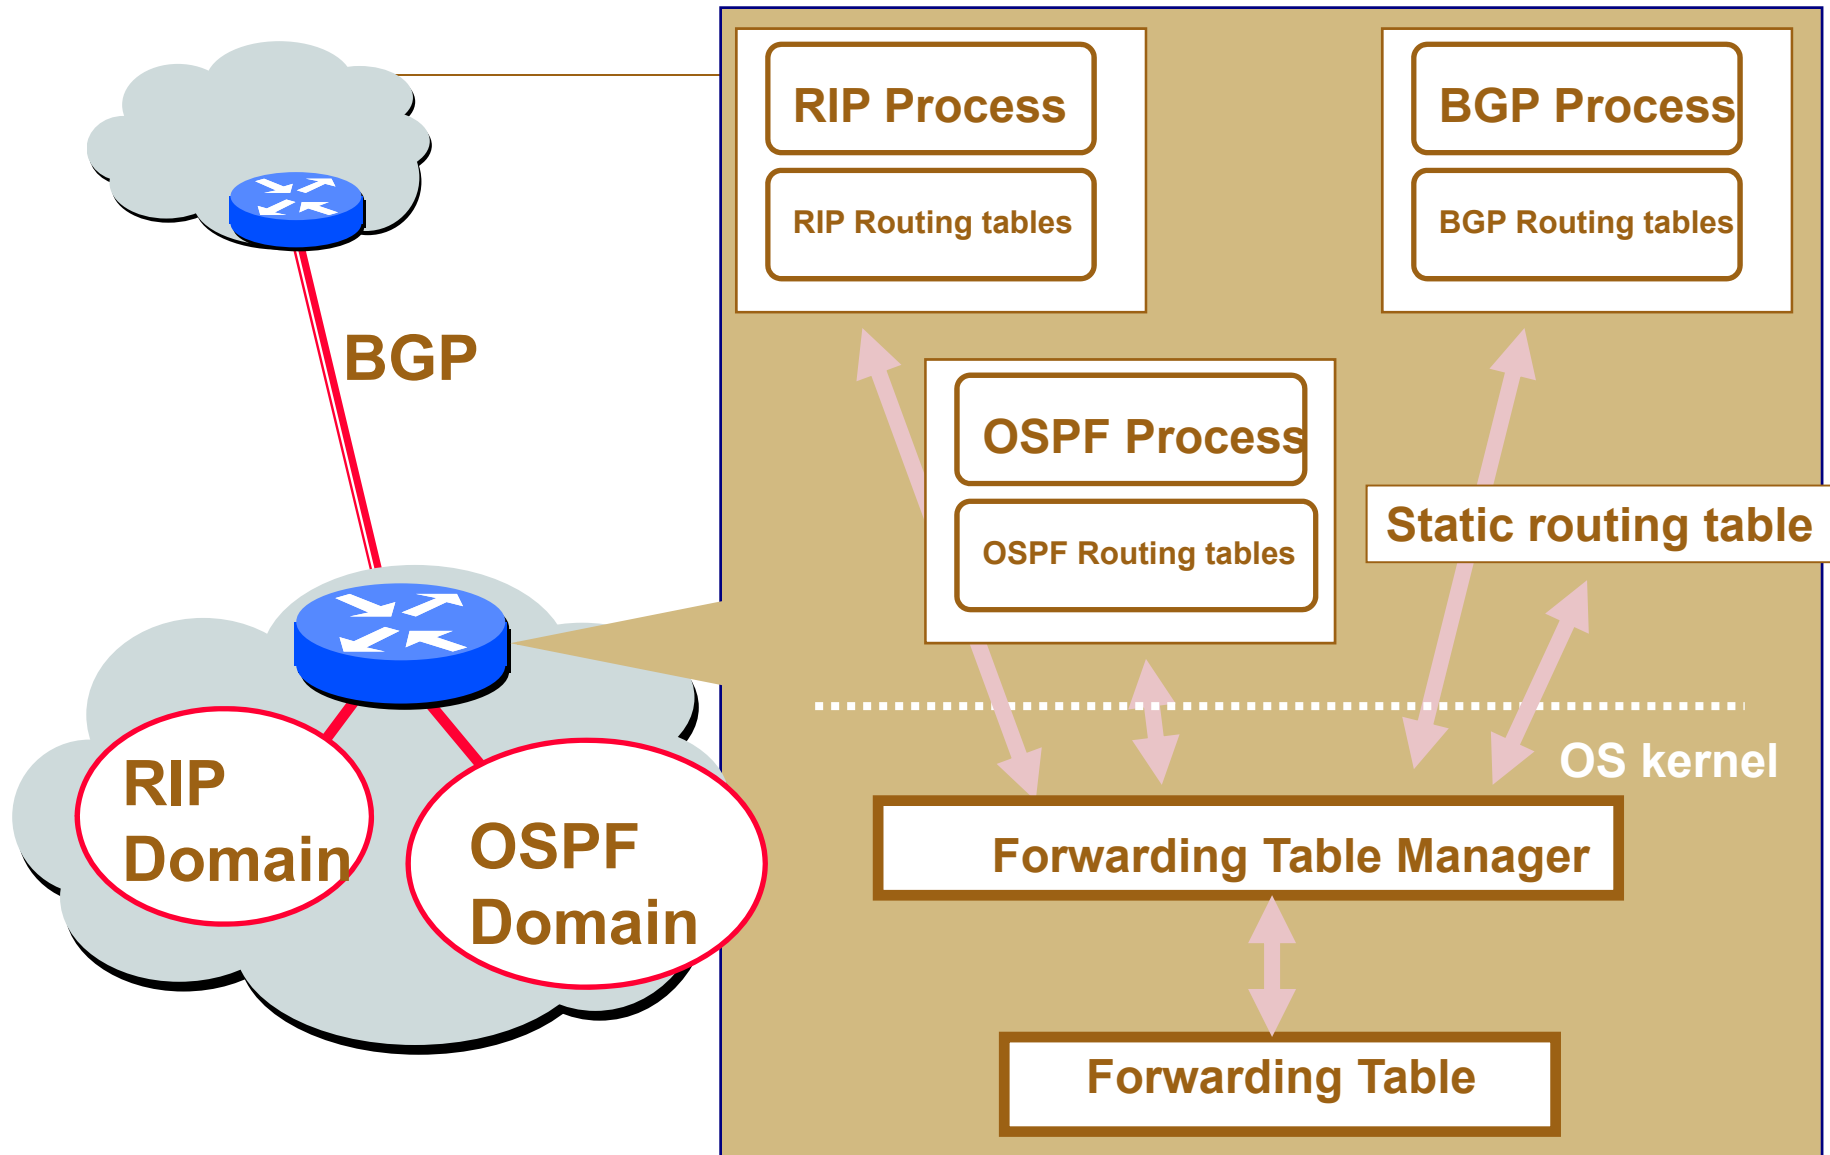 RIP Process
RIP Routing tables
BGP Process
BGP Routing tables
BGP
OSPF Process
OSPF Routing tables
Static routing table
OS kernel
RIP
Domain
OSPF
Domain
Forwarding Table Manager
Forwarding Table